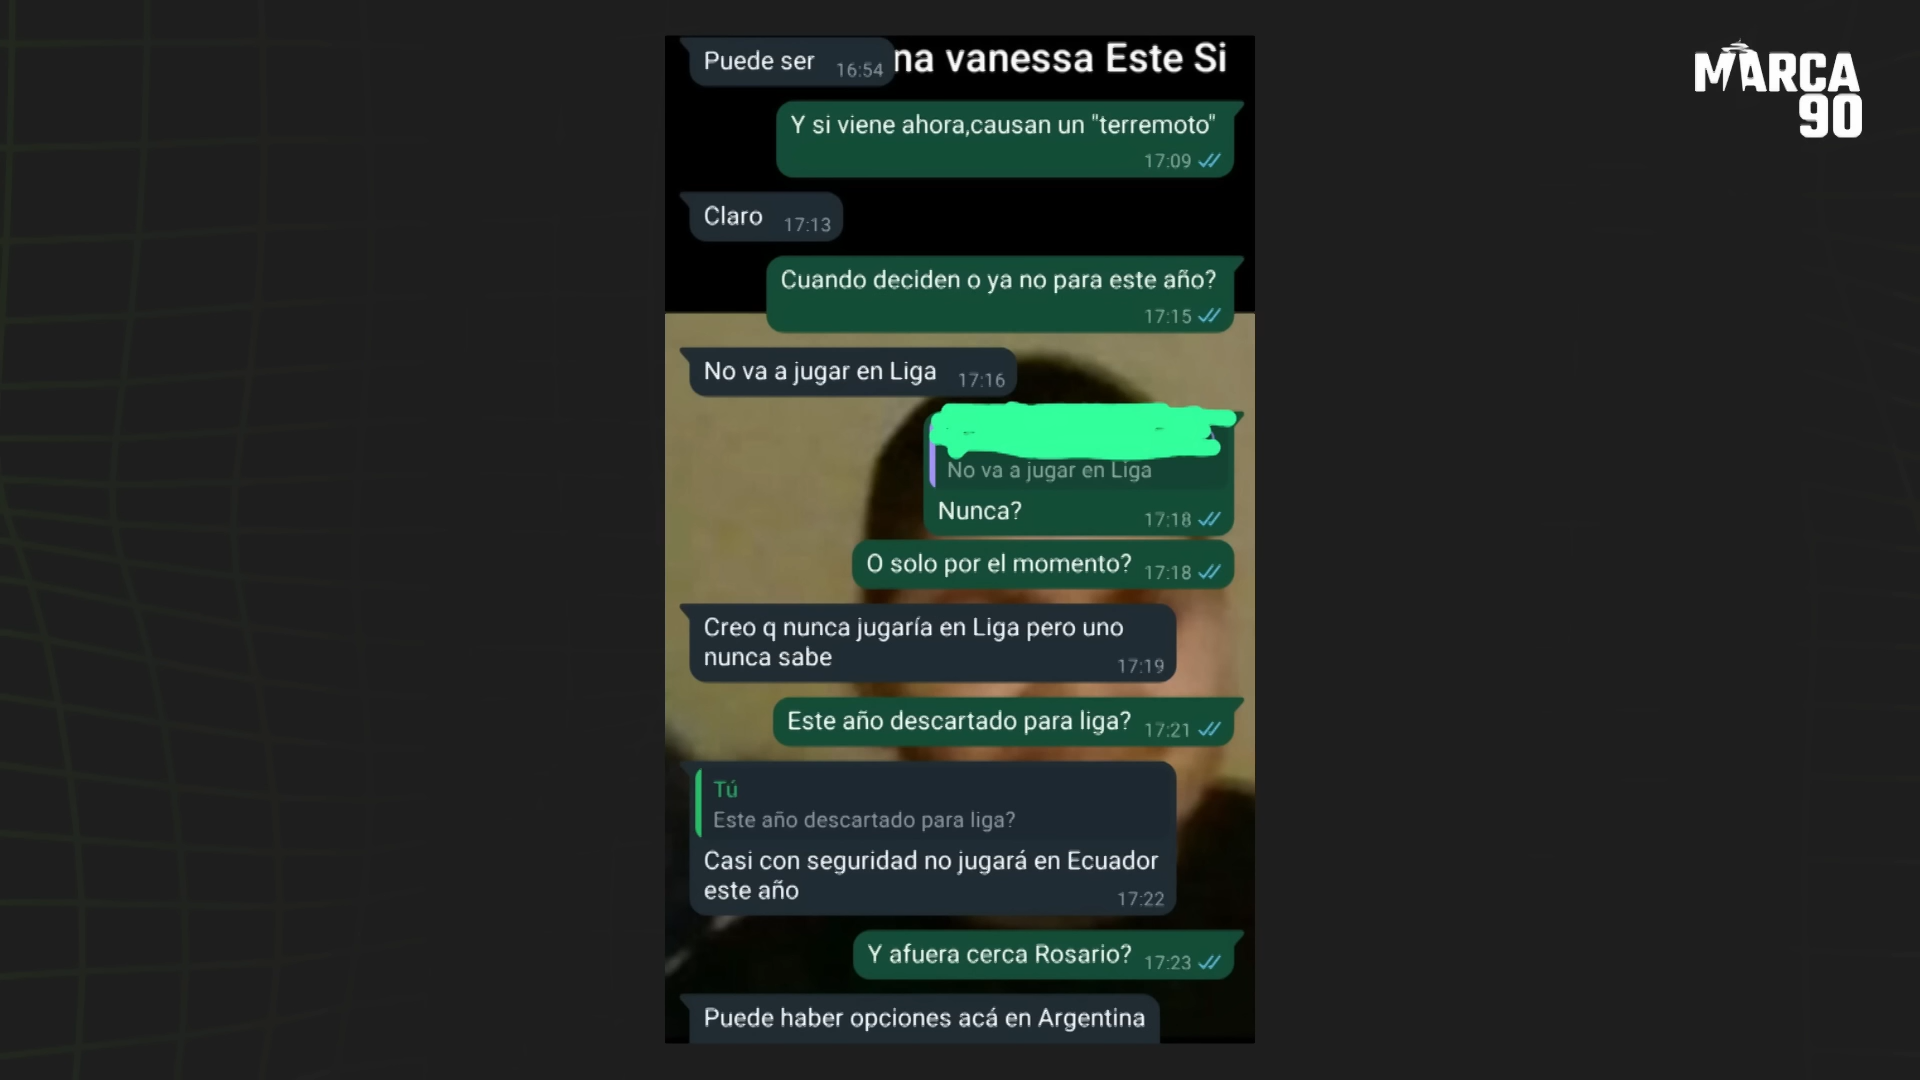 MARCA
90
Puede ser 16:54
na vanessa Este Si
Y si viene ahora,causan un "terremoto"
17:09
Claro 17:13
Cuando deciden o ya no para este año?
17:15
No va a jugar en Liga 17:16
No va a jugar en Liga
Nunca? 17:18
O solo por el momento? 17:18
Creo q nunca jugaría en Liga pero uno
nunca sabe 17:19
Este año descartado para liga? 17:21
Tú
Este año descartado para liga?
Casi con seguridad no jugará en Ecuador
este año 17:22
Y afuera cerca Rosario? 17:23
Puede haber opciones acá en Argentina